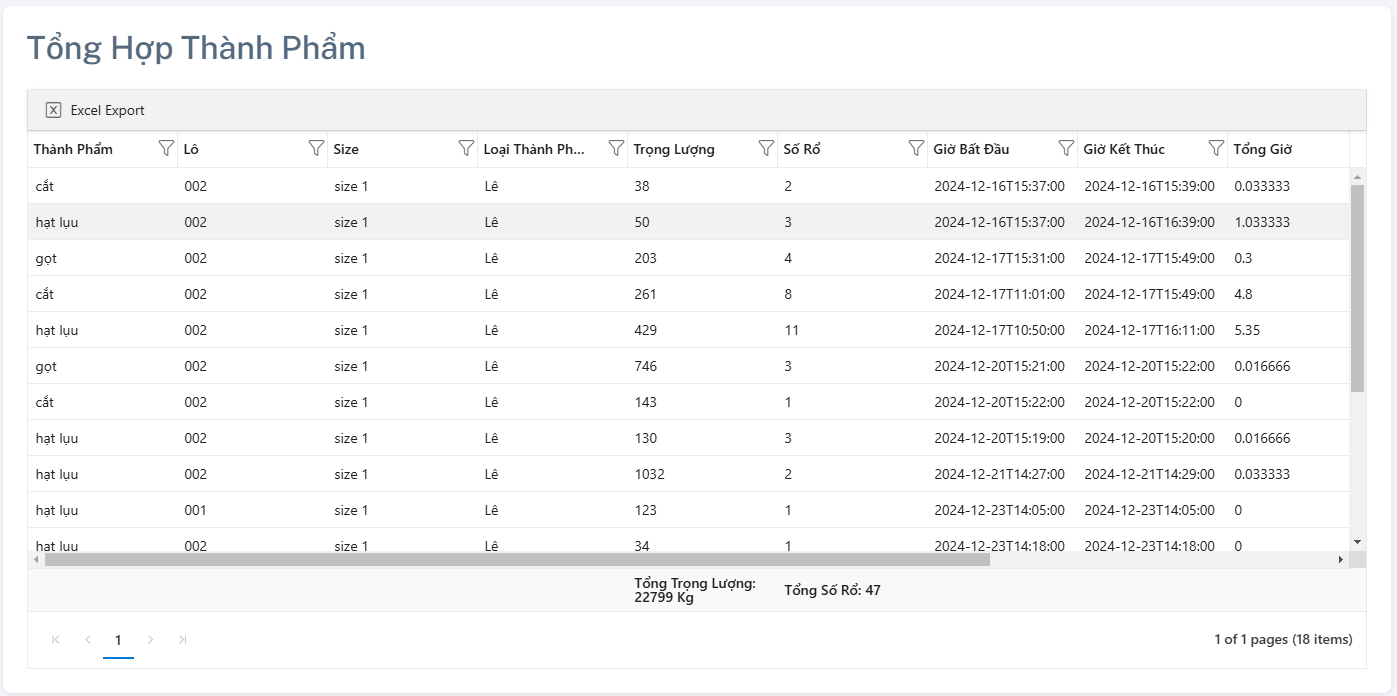 Tổng Hợp Thành Phẩm
Excel Export
Thành Phẩm Lô Size Loại Thành Ph... Trọng Lượng Số Rổ Giờ Bất Đầu Giờ Kết Thúc Tổng Giờ
cắt 002 size 1 Lê 38 2 2024-12-16T15:37:00 2024-12-16T15:39:00 0.033333
hạt lụu 002 size 1 Lê 50 3 2024-12-16T15:37:00 2024-12-16T16:39:00 1.033333
gọt 002 size 1 Lê 203 4 2024-12-17T15:31:00 2024-12-17T15:49:00 0.3
cắt 002 size 1 Lê 261 8 2024-12-17T11:01:00 2024-12-17T15:49:00 4.8
hạt lụu 002 size 1 Lê 429 11 2024-12-17T10:50:00 2024-12-17T16:11:00 5.35
gọt 002 size 1 Lê 746 3 2024-12-20T15:21:00 2024-12-20T15:22:00 0.016666
cắt 002 size 1 Lê 143 1 2024-12-20T15:22:00 2024-12-20T15:22:00 0
hạt lụu 002 size 1 Lê 130 3 2024-12-20T15:19:00 2024-12-20T15:20:00 0.016666
hạt lụu 002 size 1 Lê 1032 2 2024-12-21T14:27:00 2024-12-21T14:29:00 0.033333
hạt lụu 001 size 1 Lê 123 1 2024-12-23T14:05:00 2024-12-23T14:05:00 0
hạt lụu 002 size 1 Lê 34 1 2024-12-23T14:18:00 2024-12-23T14:18:00 0
Tổng Trọng Lượng:
22799 Kg
Tổng Số Rổ: 47
1
1 of 1 pages (18 items)